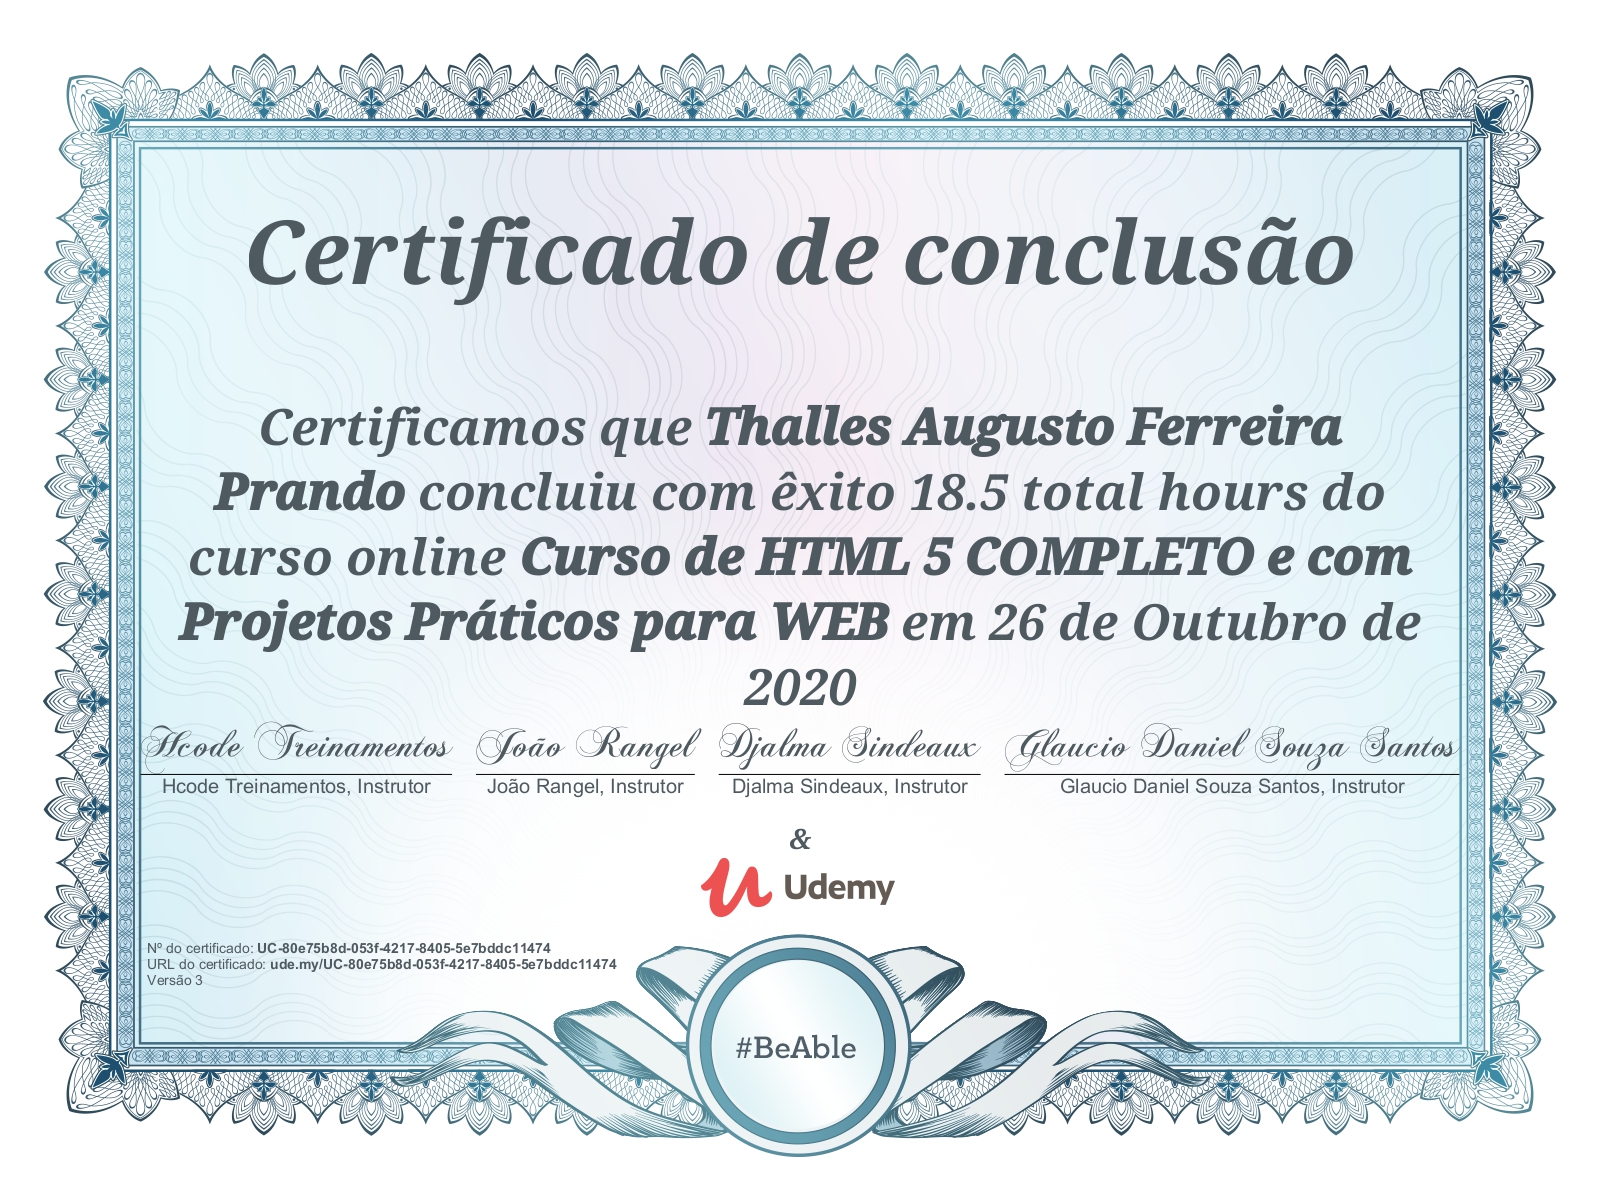 Certificado de conclusão
Certificamos que Thalles Augusto Ferreira
Prando concluiu com êxito 18.5 total hours do
curso online Curso de HTML 5 COMPLETO e com
Projetos Práticos para WEB em 26 de Outubro de
2020
Hcode Treinamentos João Rangel Djalma Sindeaux Glaucio Daniel Souza Santos
Hcode Treinamentos, Instrutor João Rangel, Instrutor Djalma Sindeaux, Instrutor Glaucio Daniel Souza Santos, Instrutor
&
Udemy
Nº do certificado: UC-80e75b8d-053f-4217-8405-5e7bddc11474
URL do certificado: ude.my/UC-80e75b8d-053f-4217-8405-5e7bddc11474
Versão 3
#BeAble